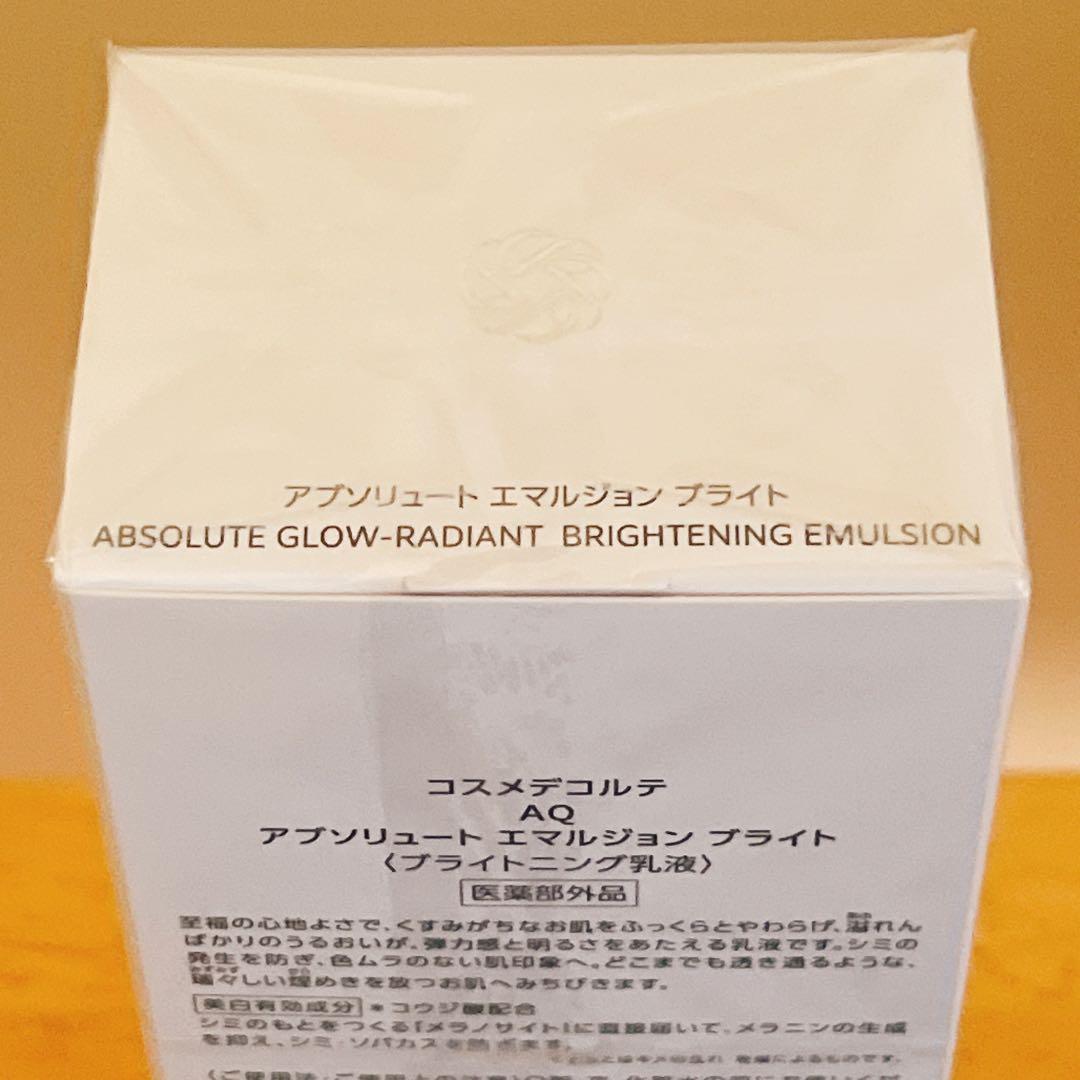 アブソリュート エマルジョン ブライト
ABSOLUTE GLOW-RADIANT BRIGHTENING EMULSION
コスメデコルテ
AQ
アブソリュート エマルジョン ブライト
〈ブライトニング乳液〉
医薬部外品
至福の心地よさで、くすみがちなお肌をふっくらとやわらげ、溢れん
ばかりのうるおいが、弾力感と明るさをあたえる乳液です。シミの
発生を防ぎ、色ムラのない肌印象へ。どこまでも透き通るような、
瑞々しい煌めきを放つお肌へみちびきます。
美白有効成分 *コウジ酸配合
シミのもとをつくる「メラノサイト」に直接届いて、メラニンの生成
を抑え、シミ・ソバカスを防ぎます。
乾燥によるものです。